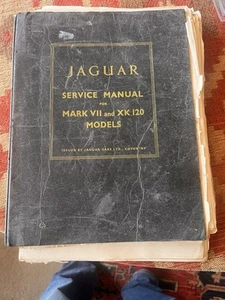 JAGUAR
SERVICE MANUAL
FOR
MARK VII and XK 120
MODELS
ISSUED BY JAGUAR CARS LTD., COVENTRY